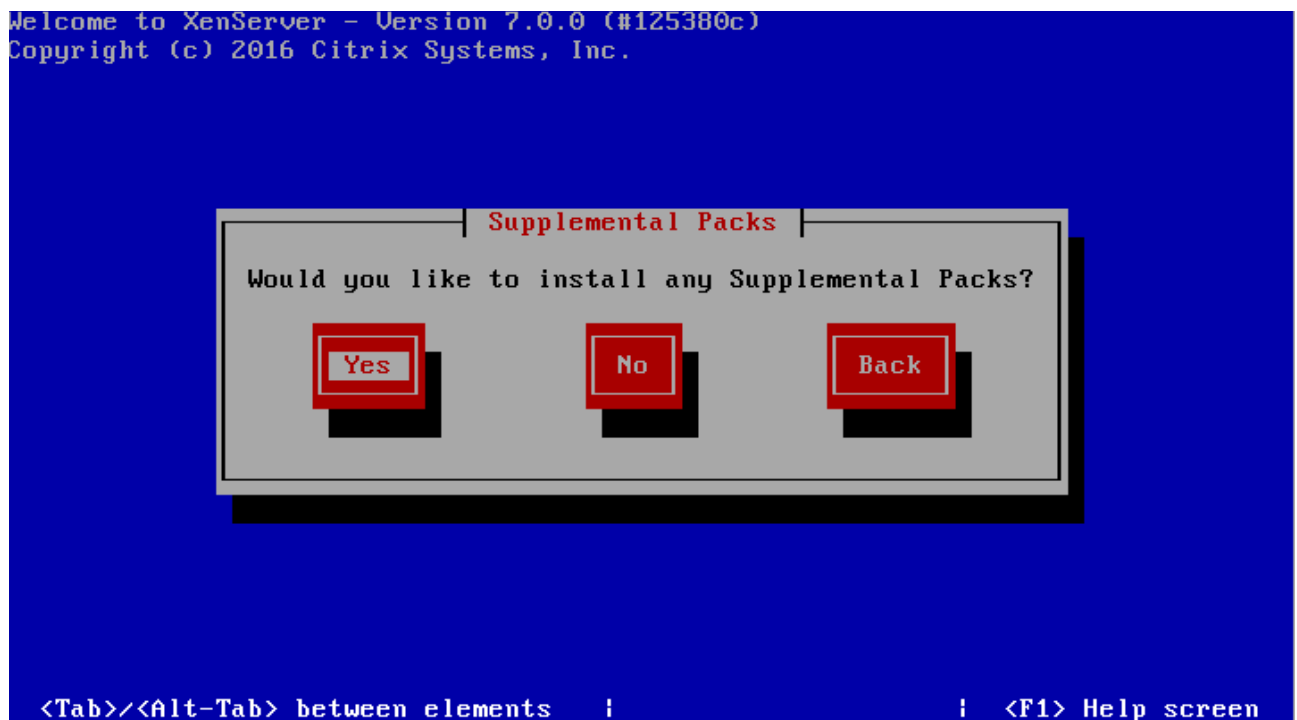 Welcome to XenServer - Version 7.0.0 (#125380c)
Copyright (c) 2016 Citrix Systems, Inc.
Supplemental Packs
Would you like to install any Supplemental Packs?
Yes No Back
<Tab>/<Alt-Tab> between elements | | <F1> Help screen